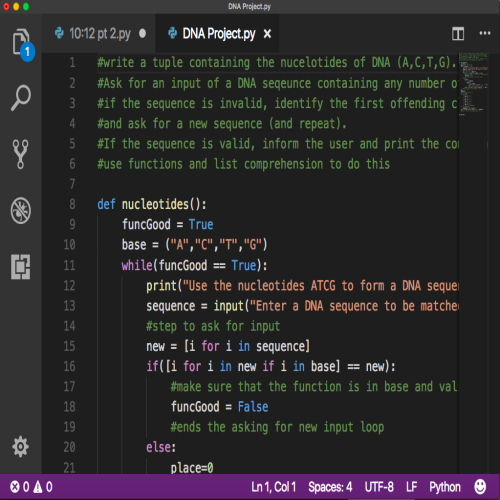 DNA Project.py
10:12 pt 2.py
DNA Project.py
1
1 #write a tuple containing the nucelotides of DNA (A,C,T,G).
2 #Ask for an input of a DNA seqeunce containing any number o
3 #if the sequence is invalid, identify the first offending c
4 #and ask for a new sequence (and repeat).
5 #If the sequence is valid, inform the user and print the co
6 #use functions and list comprehension to do this
7
8 def nucleotides():
9 funcGood = True
10 base = ("A","C","T","G")
11 while(funcGood == True):
12 print("Use the nucleotides ATCG to form a DNA sequen
13 sequence = input("Enter a DNA sequence to be matche
14 #step to ask for input
15 new = [i for i in sequence]
16 if([i for i in new if i in base] == new):
17 #make sure that the function is in base and val
18 funcGood = False
19 #ends the asking for new input loop
20 else:
21 place=0
0 0 Ln 1, Col 1 Spaces: 4 UTF-8 LF Python